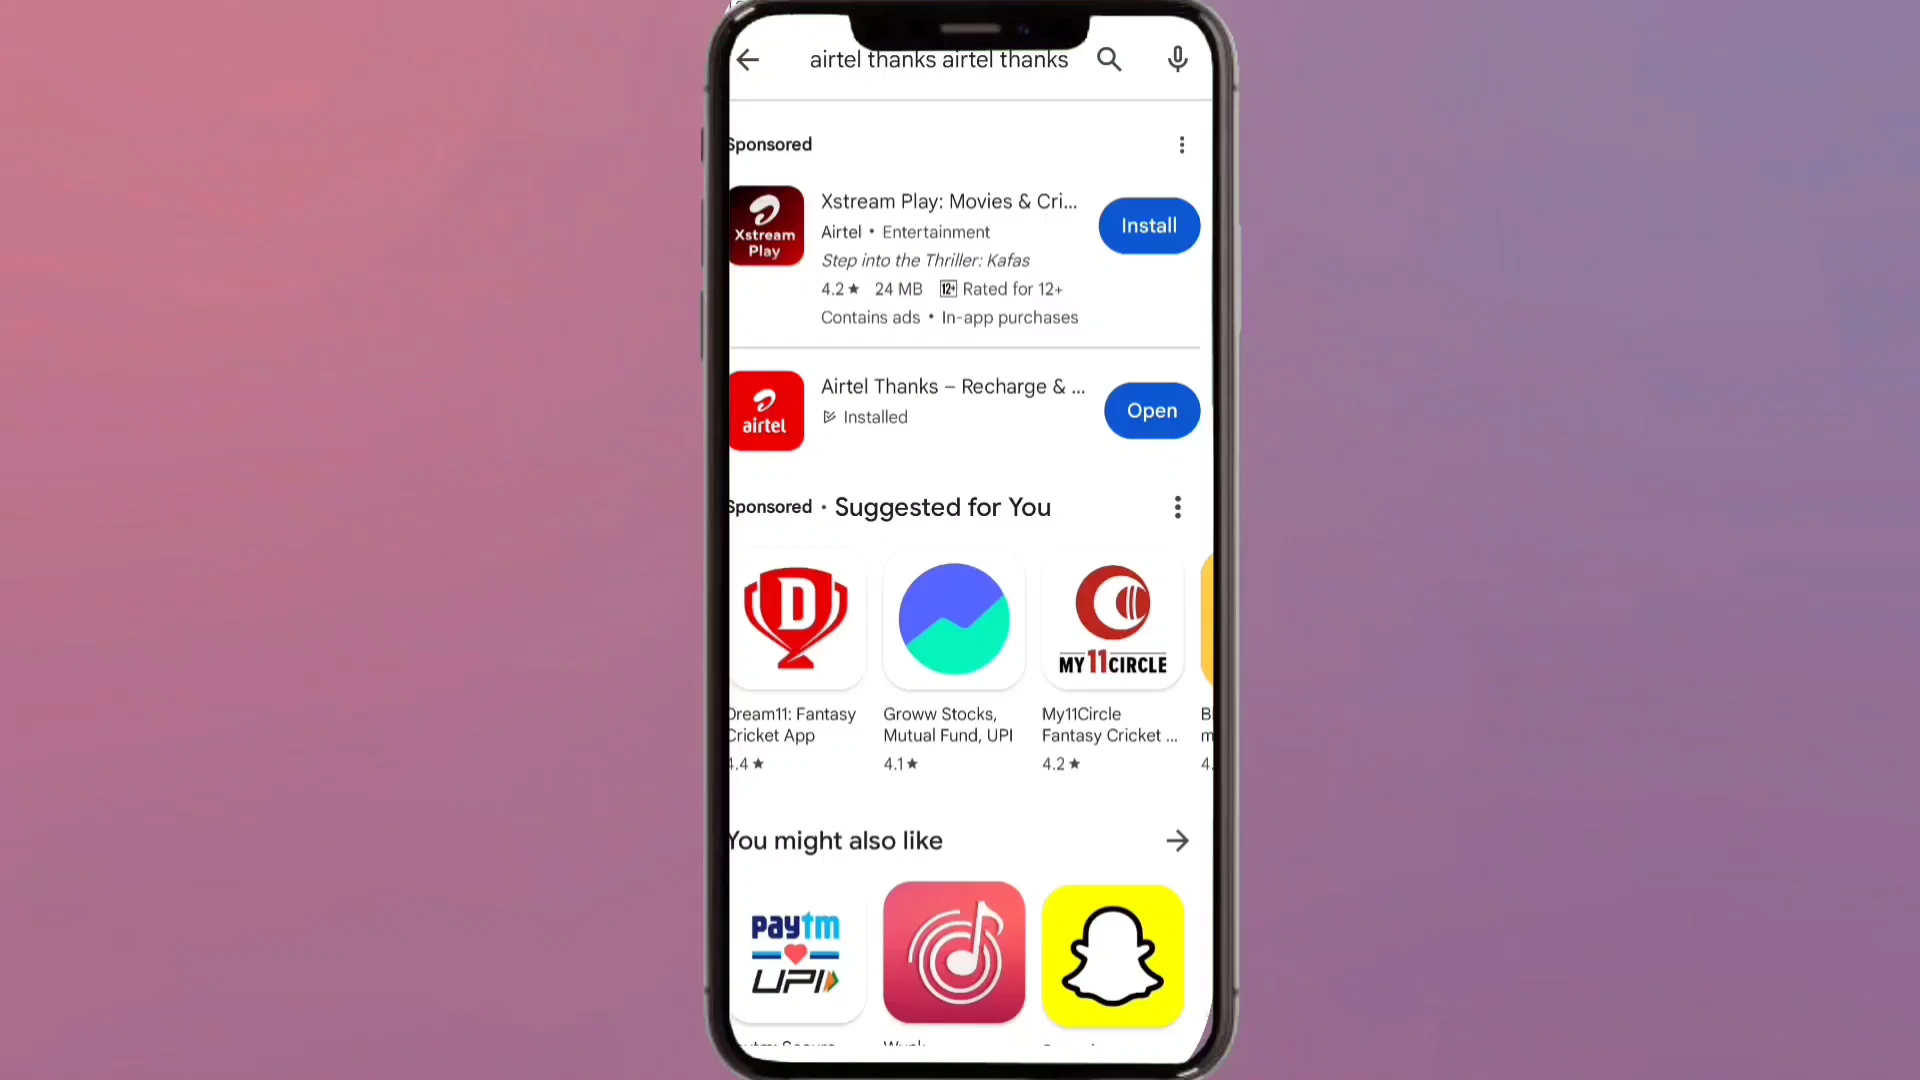 airtel thanks airtel thanks
Sponsored
Xstream Play: Movies & Cri...
Install
Xstream
Play
Airtel • Entertainment
Step into the Thriller: Kafas
4.2★ 24 MB 12+ Rated for 12+
Contains ads • In-app purchases
Airtel Thanks – Recharge & ...
Open
airtel
Installed
Sponsored • Suggested for You
D
MY11CIRCLE
Dream11: Fantasy
Cricket App
4.4★
Groww Stocks,
Mutual Fund, UPI
4.1★
My11Circle
Fantasy Cricket ...
4.2★
You might also like
paytm
UPI